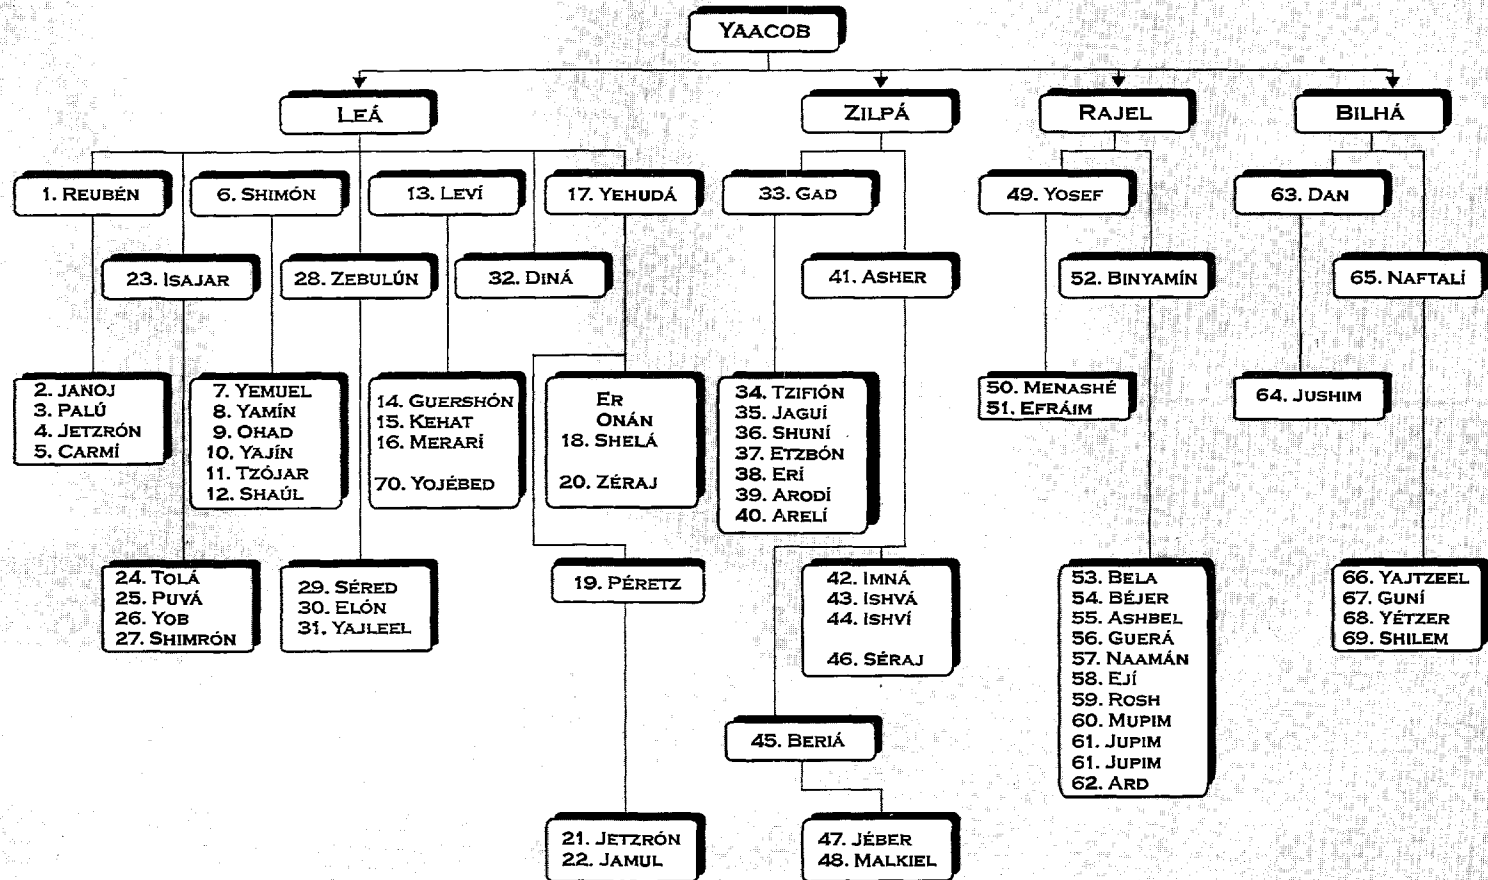 YAACOB
LEÁ
ZILPÁ
RAJEL
BILHÁ
1. REUBÉN
6. SHIMÓN
13. LEVÍ
17. YEHUDÁ
33. GAD
49. YOSEF
63. DAN
23. ISAJAR
28. ZEBULÚN
32. DINÁ
41. ASHER
52. BINYAMÍN
65. NAFTALÍ
2. JANOJ
3. PALÚ
4. JETZRÓN
5. CARMÍ
7. YEMUEL
8. YAMÍN
9. OHAD
10. YAJÍN
11. TZÓJAR
12. SHAÚL
14. GUERSHÓN
15. KEHAT
16. MERARÍ
70. YOJÉBED
ER
ONÁN
18. SHELÁ
20. ZÉRAJ
34. TZIFIÓN
35. JAGUÍ
36. SHUNÍ
37. ETZBÓN
38. ERÍ
39. ARODÍ
40. ARELÍ
50. MENASHÉ
51. EFRÁIM
64. JUSHIM
24. TOLÁ
25. PUVÁ
26. YOB
27. SHIMRÓN
29. SÉRED
30. ELÓN
31. YAJLEEL
19. PÉRETZ
42. IMNÁ
43. ISHVÁ
44. ISHVÍ
46. SÉRAJ
53. BELA
54. BÉJER
55. ASHBEL
56. GUERÁ
57. NAAMÁN
58. EJÍ
59. ROSH
60. MUPIM
61. JUPIM
61. JUPIM
62. ARD
66. YAJTZEEL
67. GUNÍ
68. YÉTZER
69. SHILEM
45. BERIÁ
21. JETZRÓN
22. JAMUL
47. JÉBER
48. MALKIEL